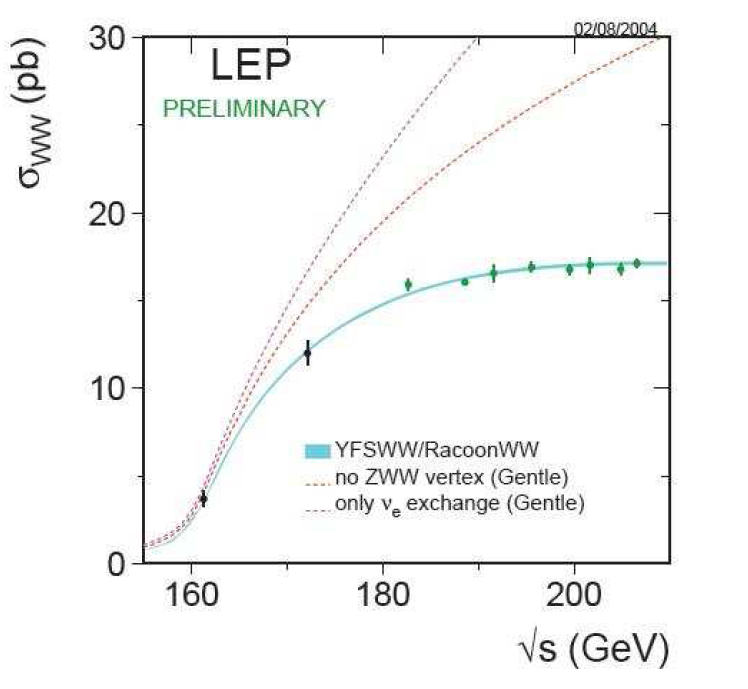 02/08/2004
30
LEP
PRELIMINARY
σWW (pb)
20
10
YFSWW/RacoonWW
no ZWW vertex (Gentle)
only νe exchange (Gentle)
0
160 180 200
√s (GeV)